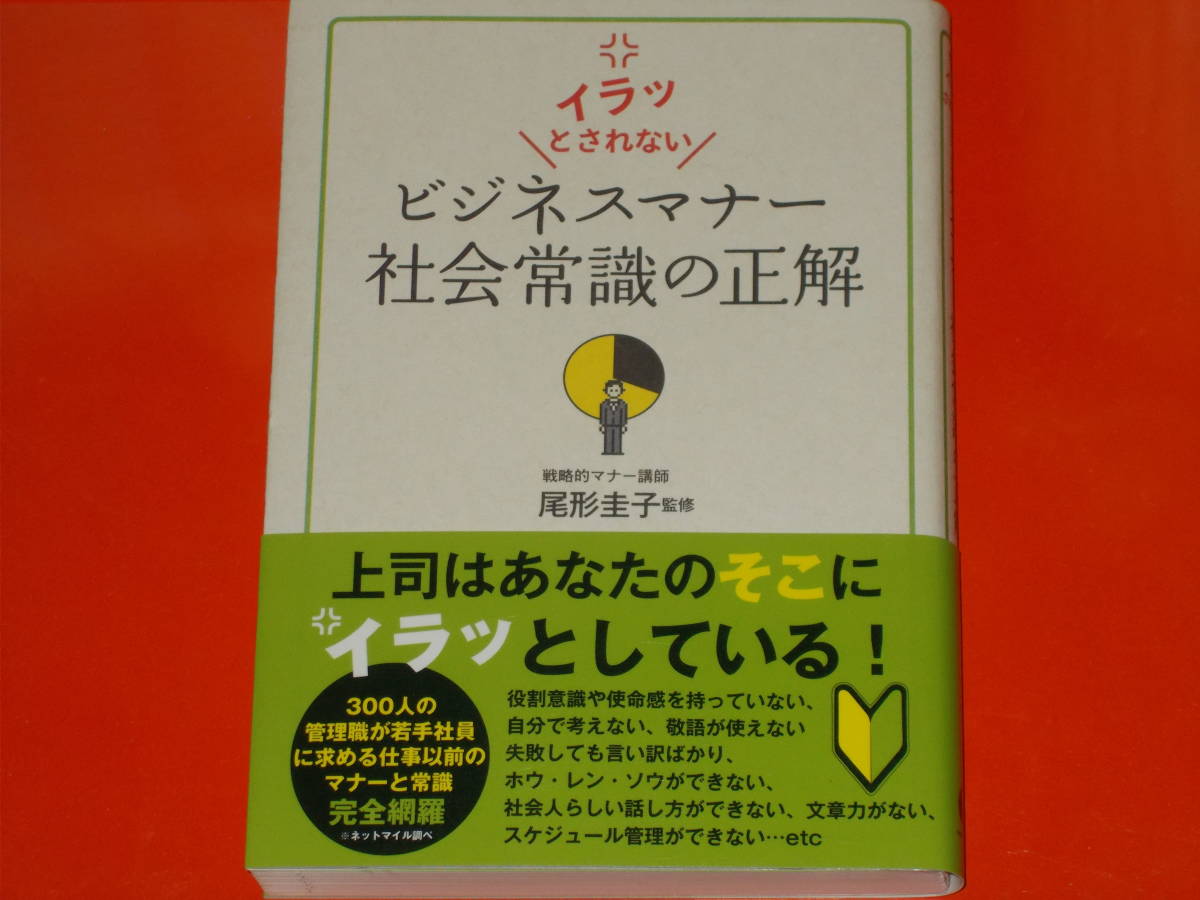 イラッ
とされない
ビジネスマナー
社会常識の正解
戦略的マナー講師
尾形圭子監修
上司はあなたのそこに
イラッとしている！
300人の
管理職が若手社員
に求める仕事以前の
マナーと常識
完全網羅
※ネットマイル調べ
役割意識や使命感を持っていない、
自分で考えない、敬語が使えない
失敗しても言い訳ばかり、
ホウ・レン・ソウができない、
社会人らしい話し方ができない、文章力がない、
スケジュール管理ができない…etc